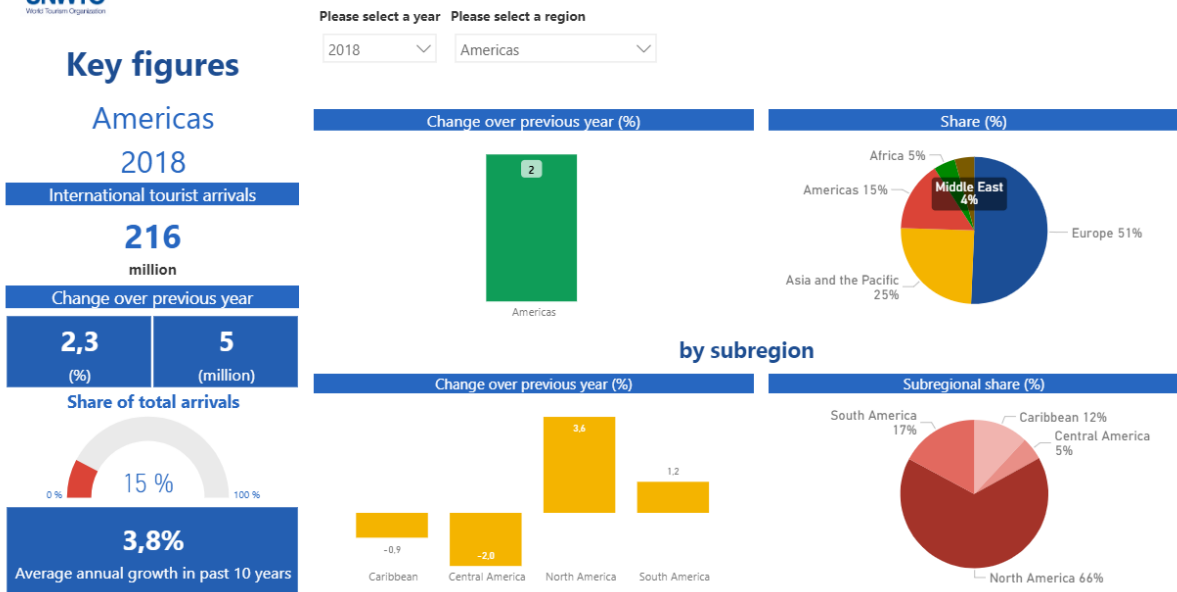 World Tourism Organization
Please select a year
Please select a region
2018
Americas
Key figures
Americas
2018
International tourist arrivals
216
million
Change over previous year
2,3
(%)
5
(million)
Share of total arrivals
0 %
15 %
100 %
3,8%
Average annual growth in past 10 years
Change over previous year (%)
2
Americas
Share (%)
Africa 5%
Middle East
4%
Americas 15%
Europe 51%
Asia and the Pacific
25%
by subregion
Change over previous year (%)
-0.9
-2,0
3,6
1,2
Caribbean
Central America
North America
South America
Subregional share (%)
South America
17%
Caribbean 12%
Central America
5%
North America 66%